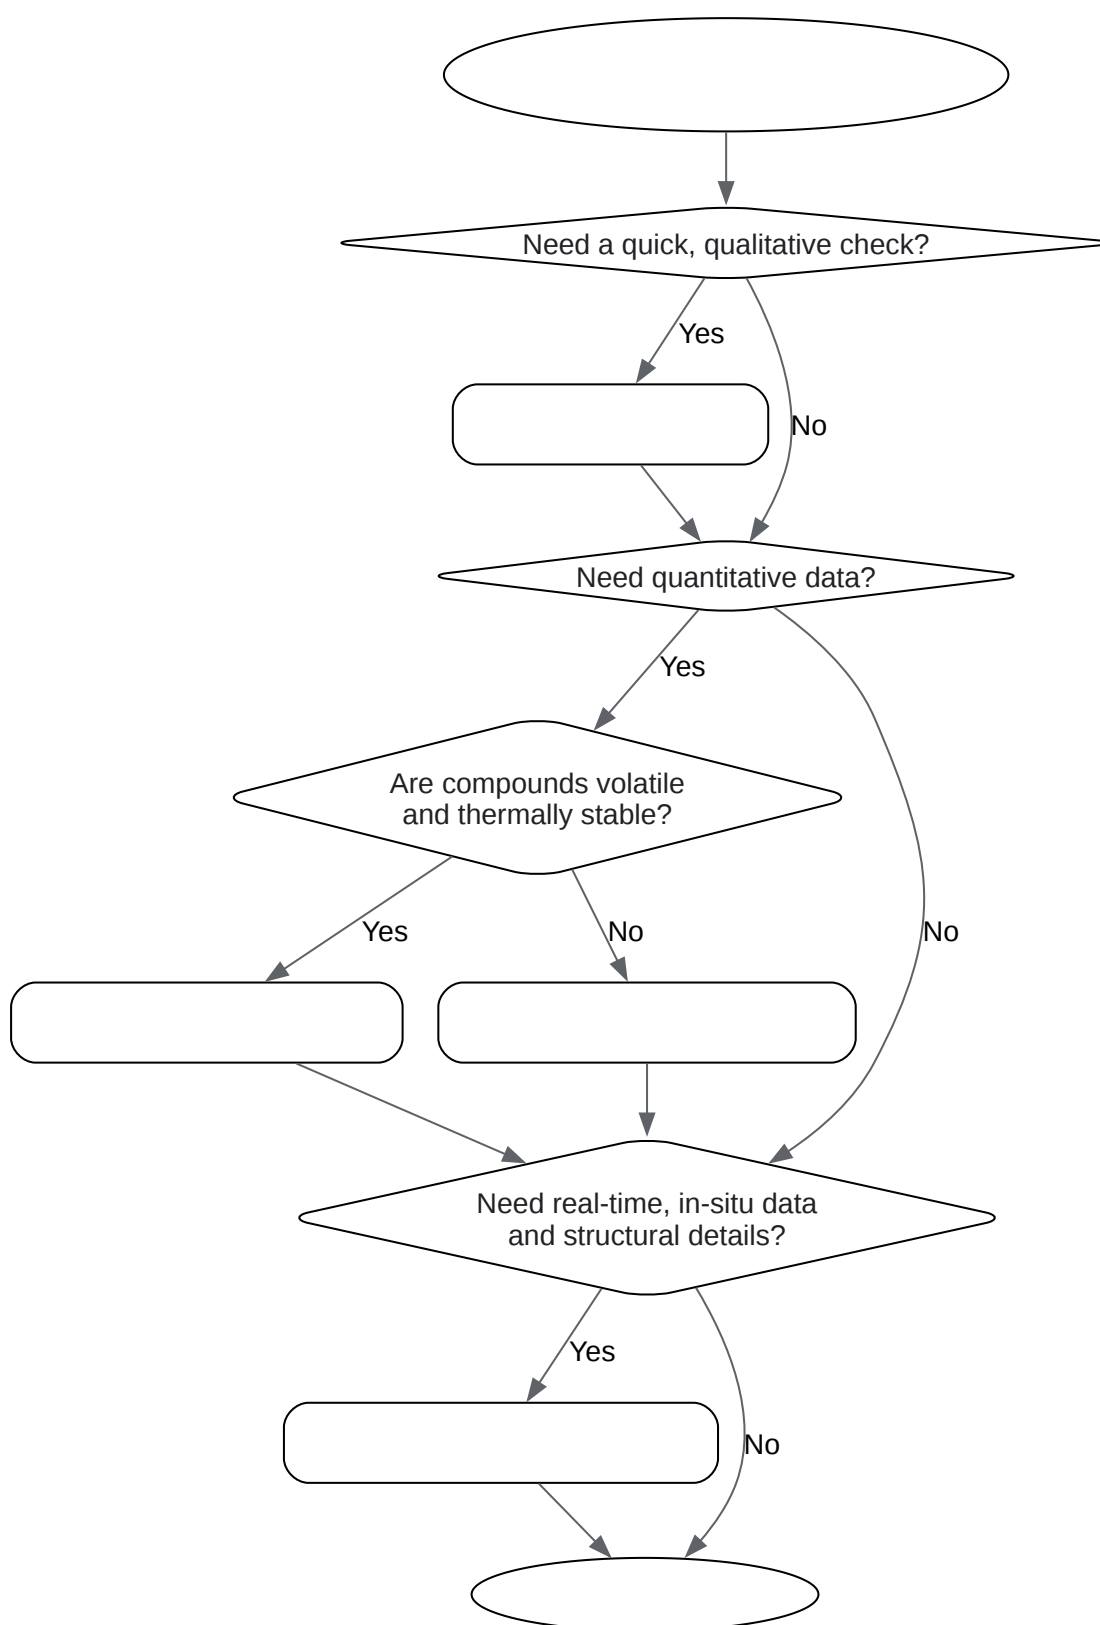 Need a quick, qualitative check?
Yes
No
Need quantitative data?
Yes
Are compounds volatile
and thermally stable?
Yes
No
No
Need real-time, in-situ data
and structural details?
Yes
No